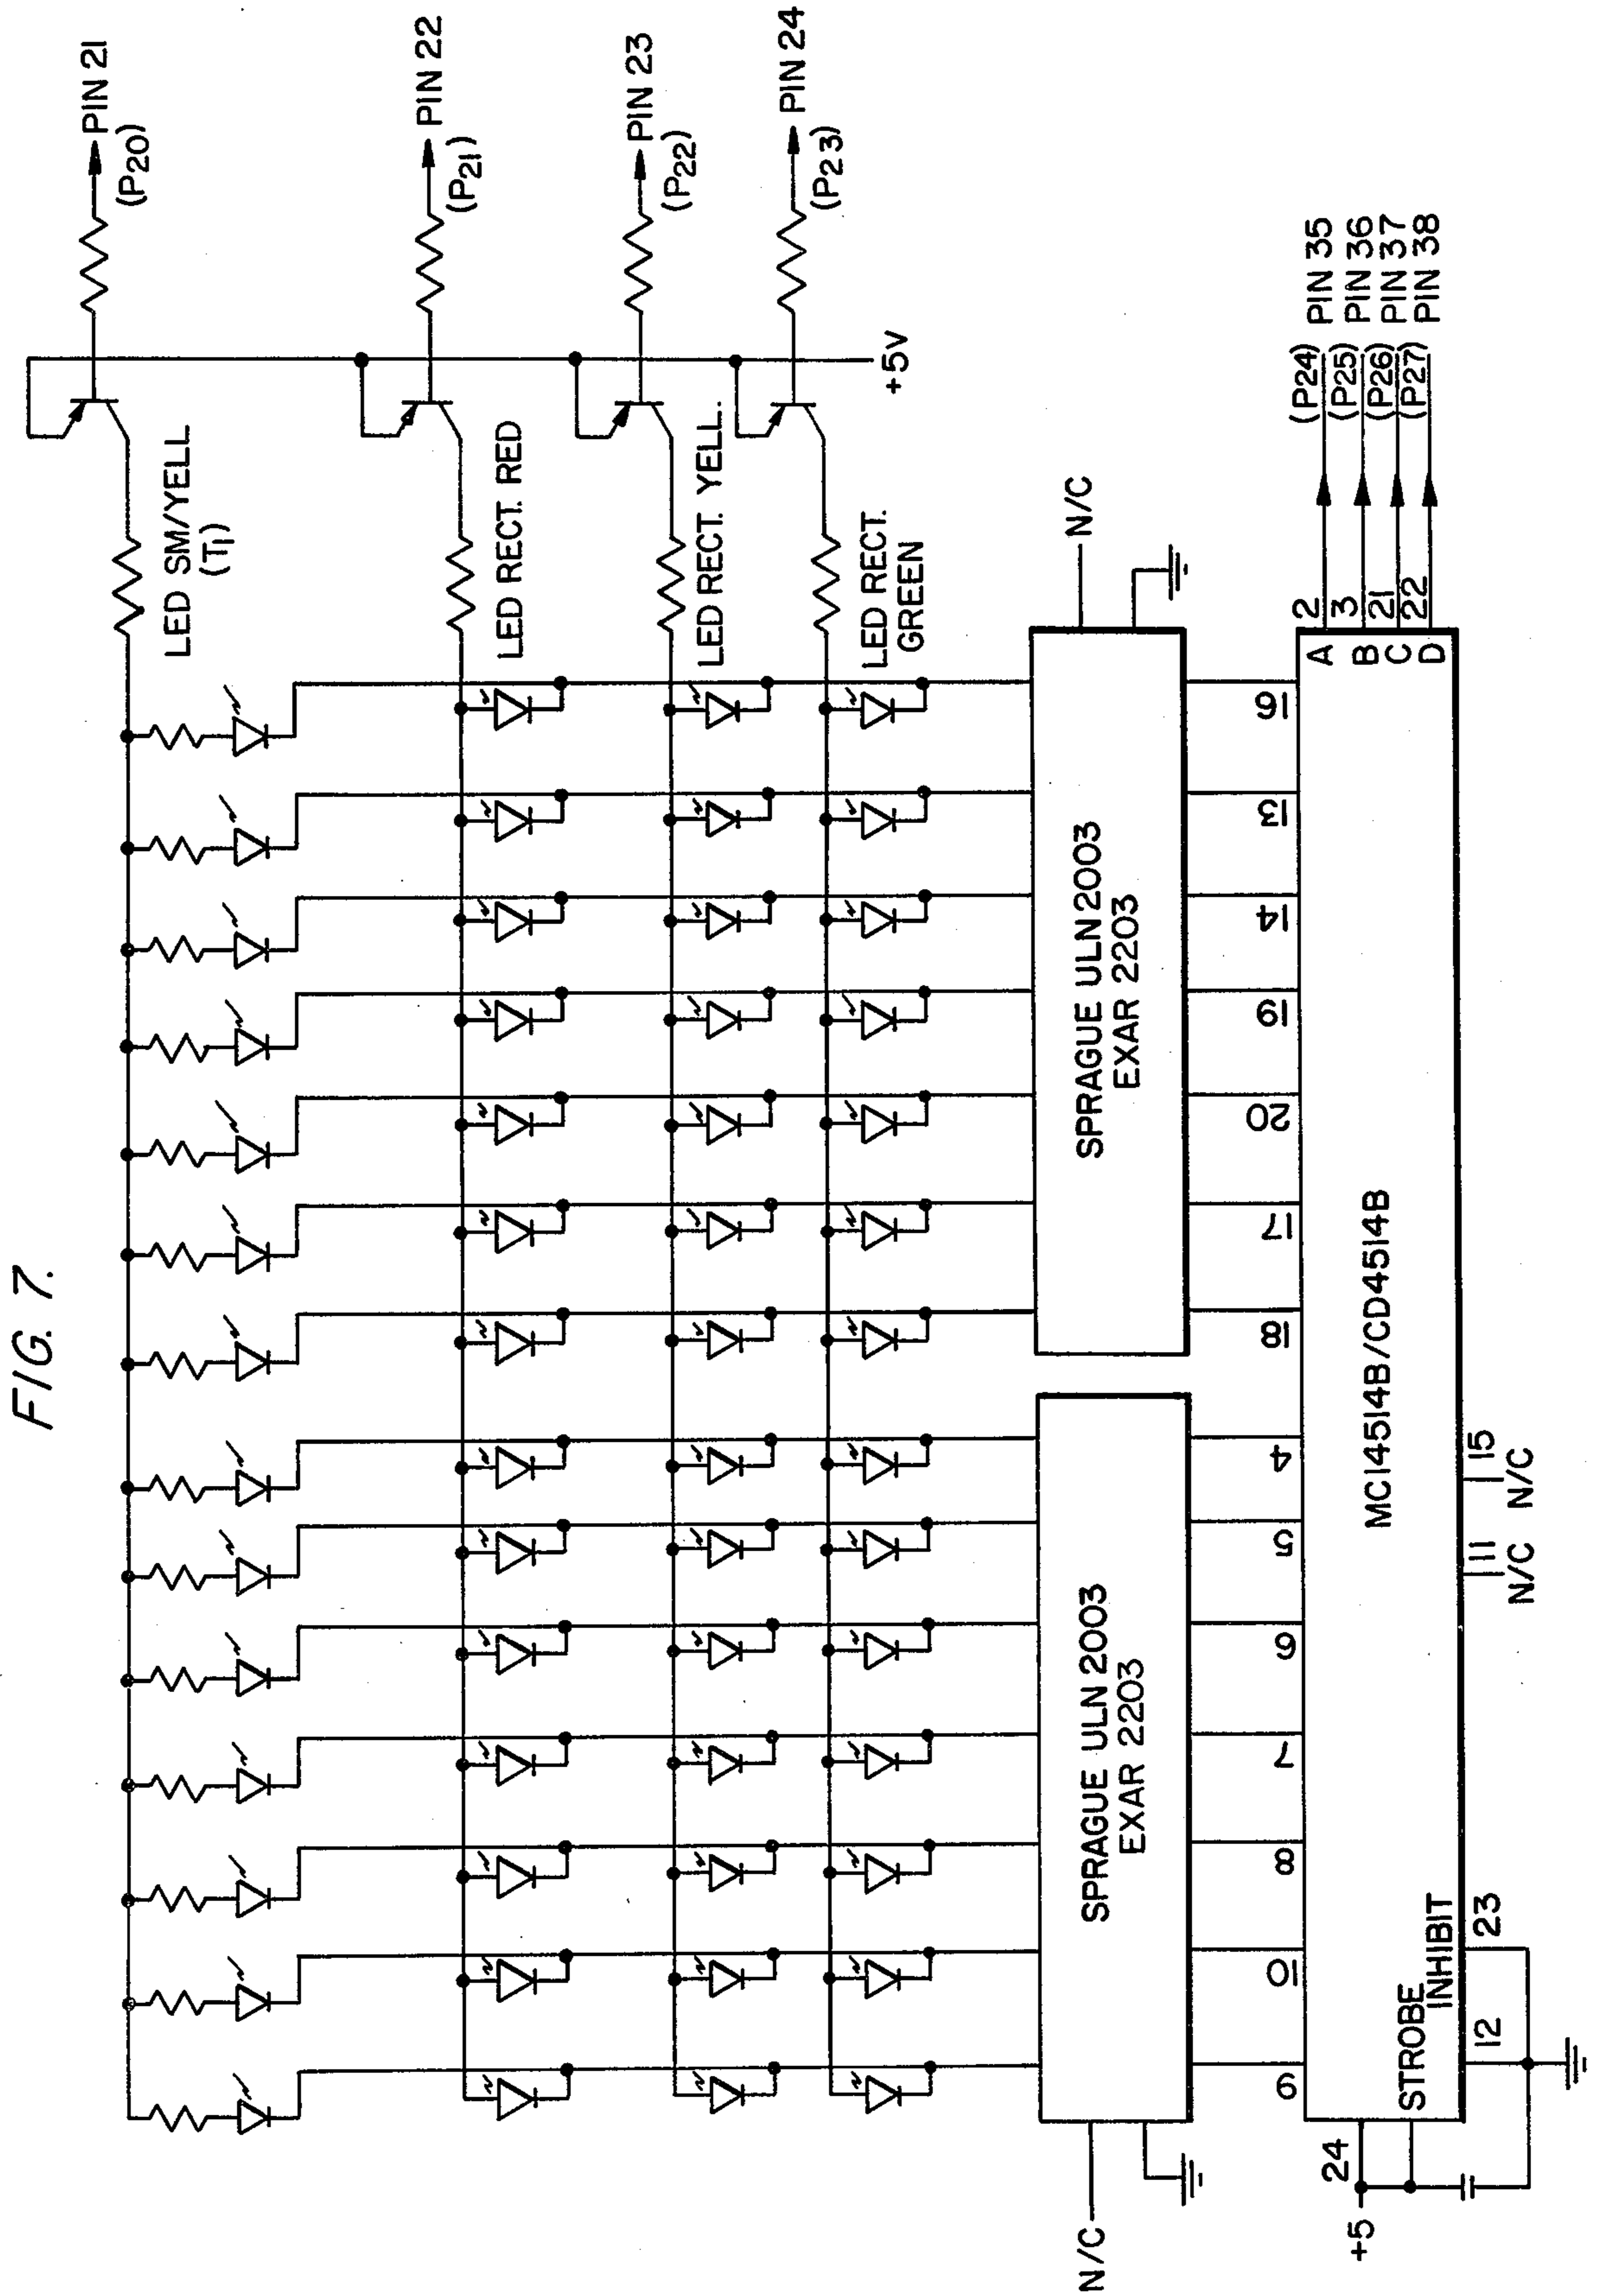 FIG. 7.
PIN 21
(P20)
LED SM/YELL
(T1)
PIN 22
(P21)
LED RECT. RED
PIN 23
(P22)
LED RECT. YELL.
PIN 24
(P23)
LED RECT.
GREEN
+5V
N/C
SPRAGUE ULN 2003
EXAR 2203
SPRAGUE ULN2003
EXAR 2203
N/C
9
10
8
7
6
5
4
18
17
20
19
14
13
16
+5
24
STROBE
INHIBIT
12
23
MC14514B/CD4514B
11
N/C
15
N/C
A
2
(P24)
PIN 35
B
3
(P25)
PIN 36
C
21
(P26)
PIN 37
D
22
(P27)
PIN 38